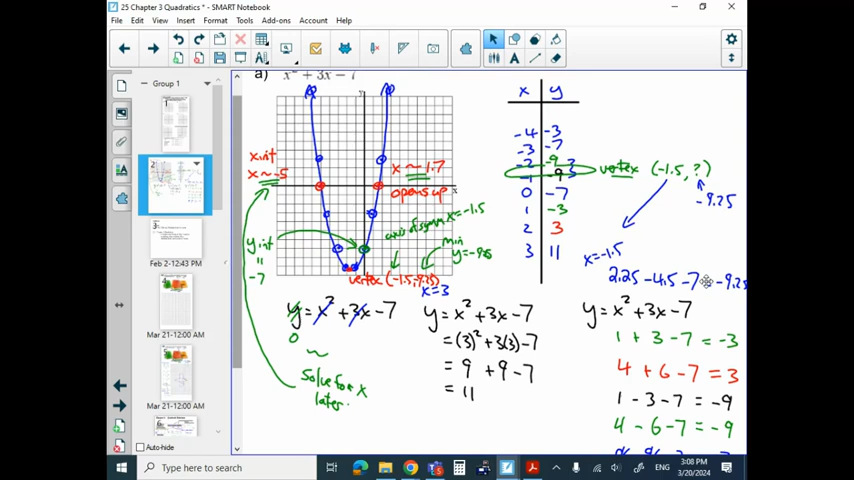 25 Chapter 3 Quadratics * - SMART Notebook
File Edit View Insert Format Tools Add-ons Account Help
Group 1
Feb 2-12:43 PM
Mar 21-12:00 AM
Mar 21-12:00 AM
Auto-hide
a) x² + 3x - 7
y
x
x int
x ~ -5
x ~ 1.7
opens up
axis of symm x = -1.5
y int
=
-7
min
y = -9.25
vertex (-1.5, -9.25)
x y
-4 -3
-3 -7
-2 -9
-1 -9
0 -7
1 -3
2 3
3 11
vertex (-1.5, ?)
-9.25
x = -1.5
2.25 - 4.5 - 7 = -9.25
y = x² + 3x - 7
0
~
Solve for x
later.
x = 3
y = x² + 3x - 7
= (3)² + 3(3) - 7
= 9 + 9 - 7
= 11
y = x² + 3x - 7
1 + 3 - 7 = -3
4 + 6 - 7 = 3
1 - 3 - 7 = -9
4 - 6 - 7 = -9
Type here to search
ENG
3:08 PM
3/20/2024